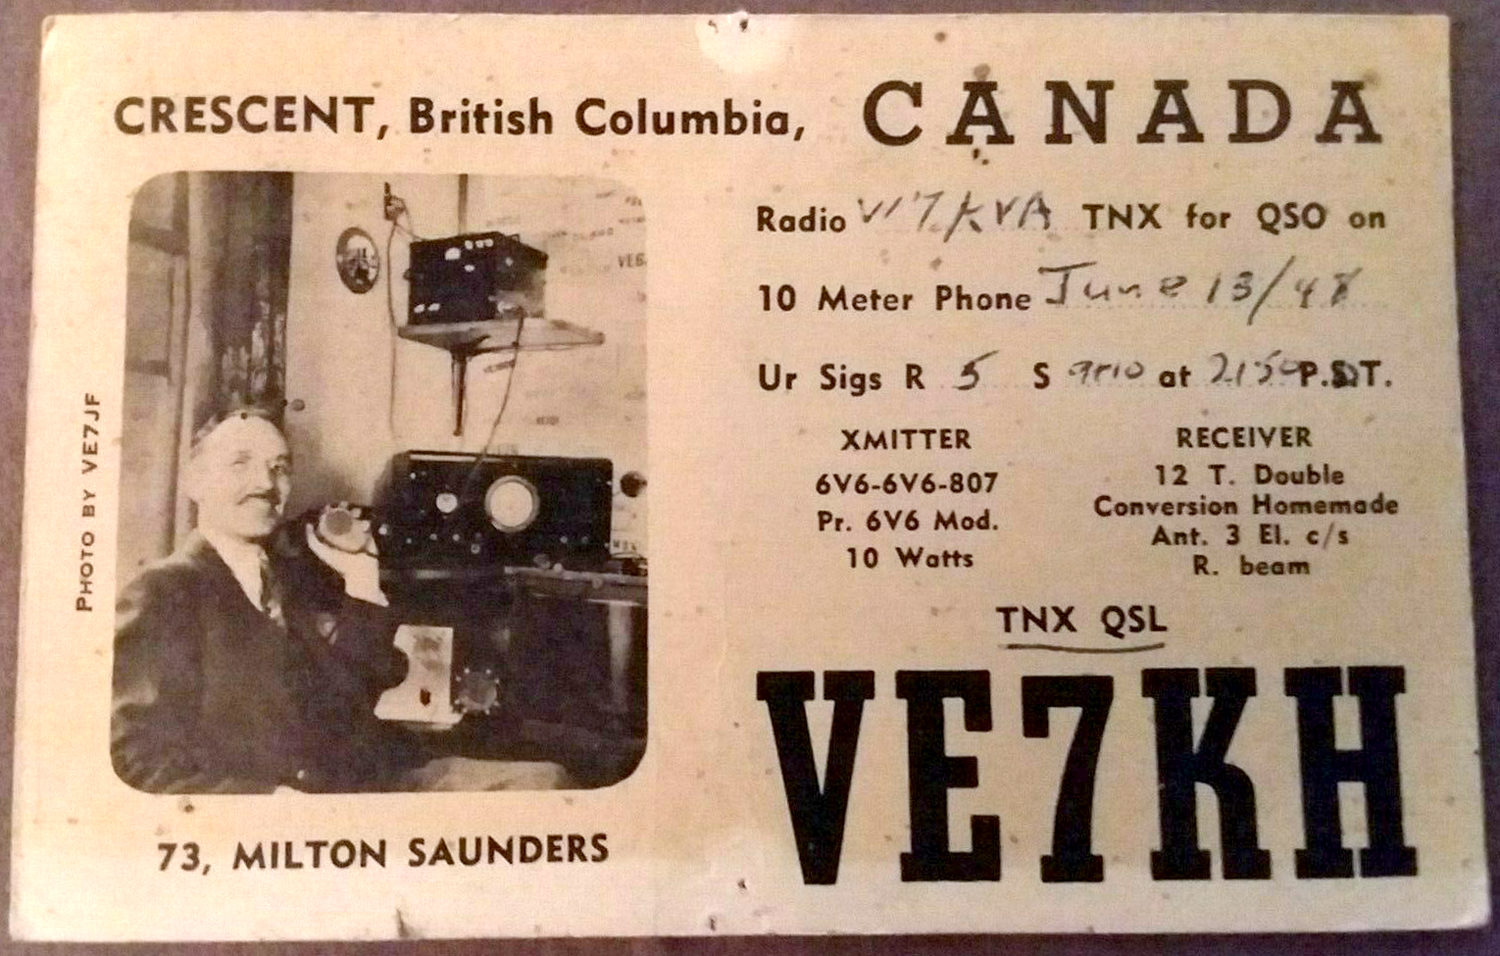 CRESCENT, British Columbia, CANADA
PHOTO BY VE7JF
73, MILTON SAUNDERS
Radio TNX for QSO on
10 Meter Phone June 13/48
Ur Sigs R 5 S at P.T.
XMITTER
6V6-6V6-807
Pr. 6V6 Mod.
10 Watts
RECEIVER
12 T. Double
Conversion Homemade
Ant. 3 El. c/s
R. beam
TNX QSL
VE7KH